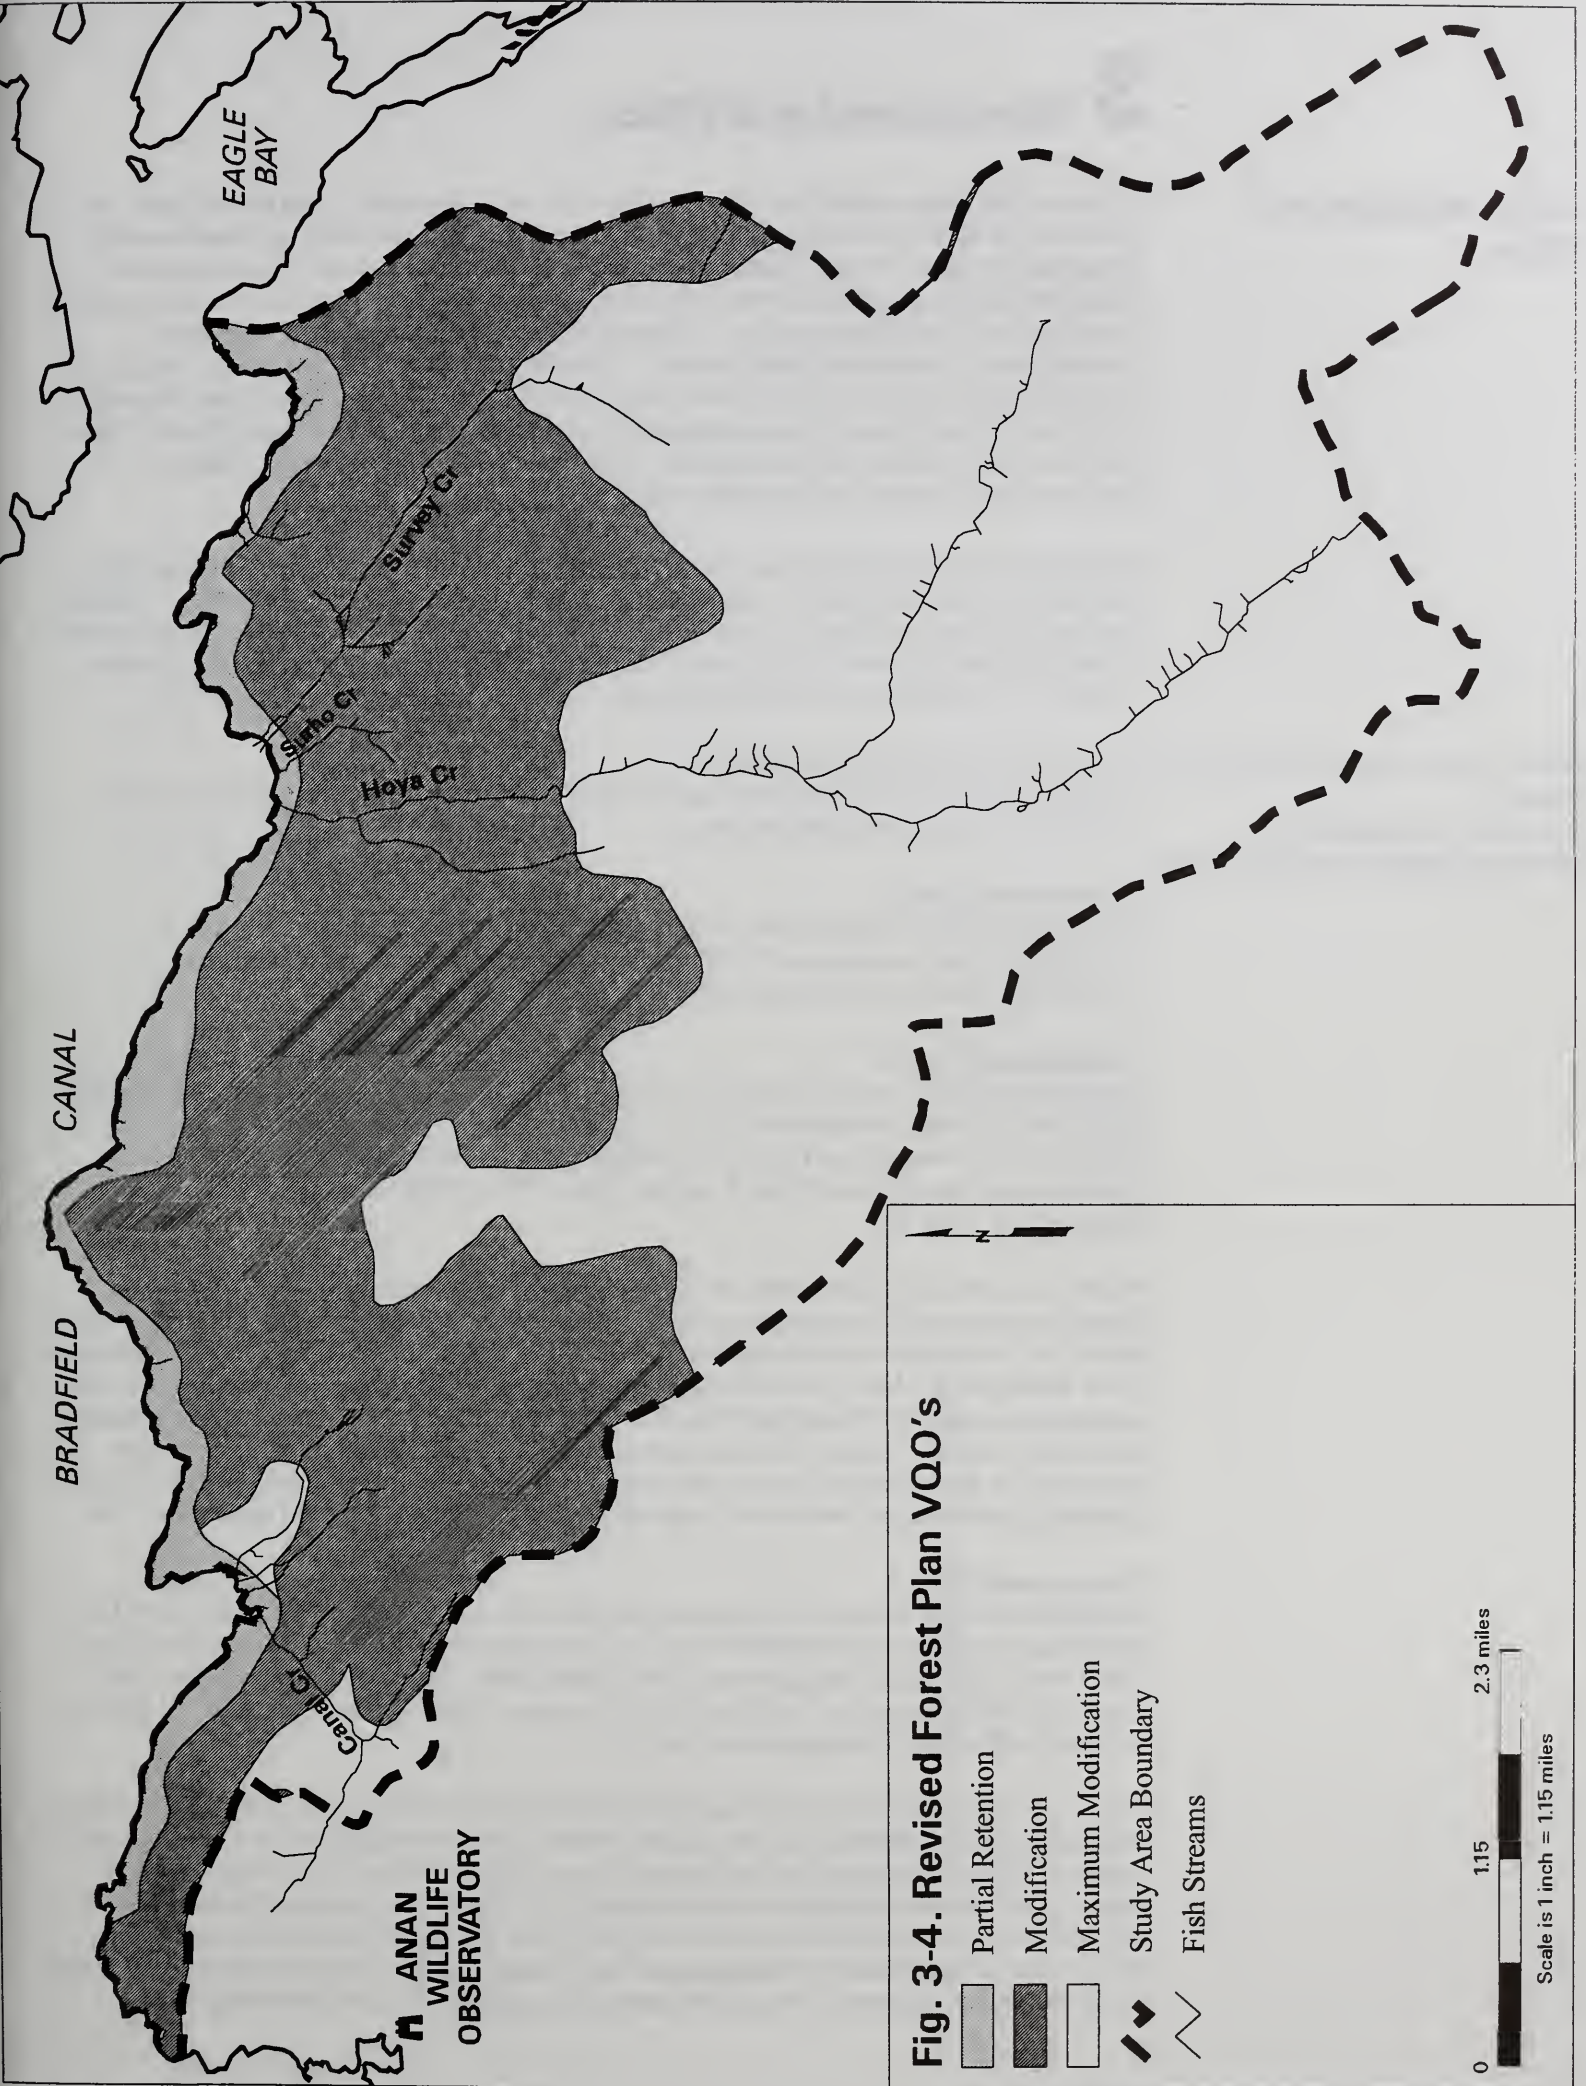 BRADFIELD
CANAL
EAGLE
BAY
Canal Cr
Hoya Cr
Surho Cr
Survey Cr
ANAN
WILDLIFE
OBSERVATORY
Fig. 3-4. Revised Forest Plan VQO's
Partial Retention
Modification
Maximum Modification
Study Area Boundary
Fish Streams
N
0 1.15 2.3 miles
Scale is 1 inch = 1.15 miles